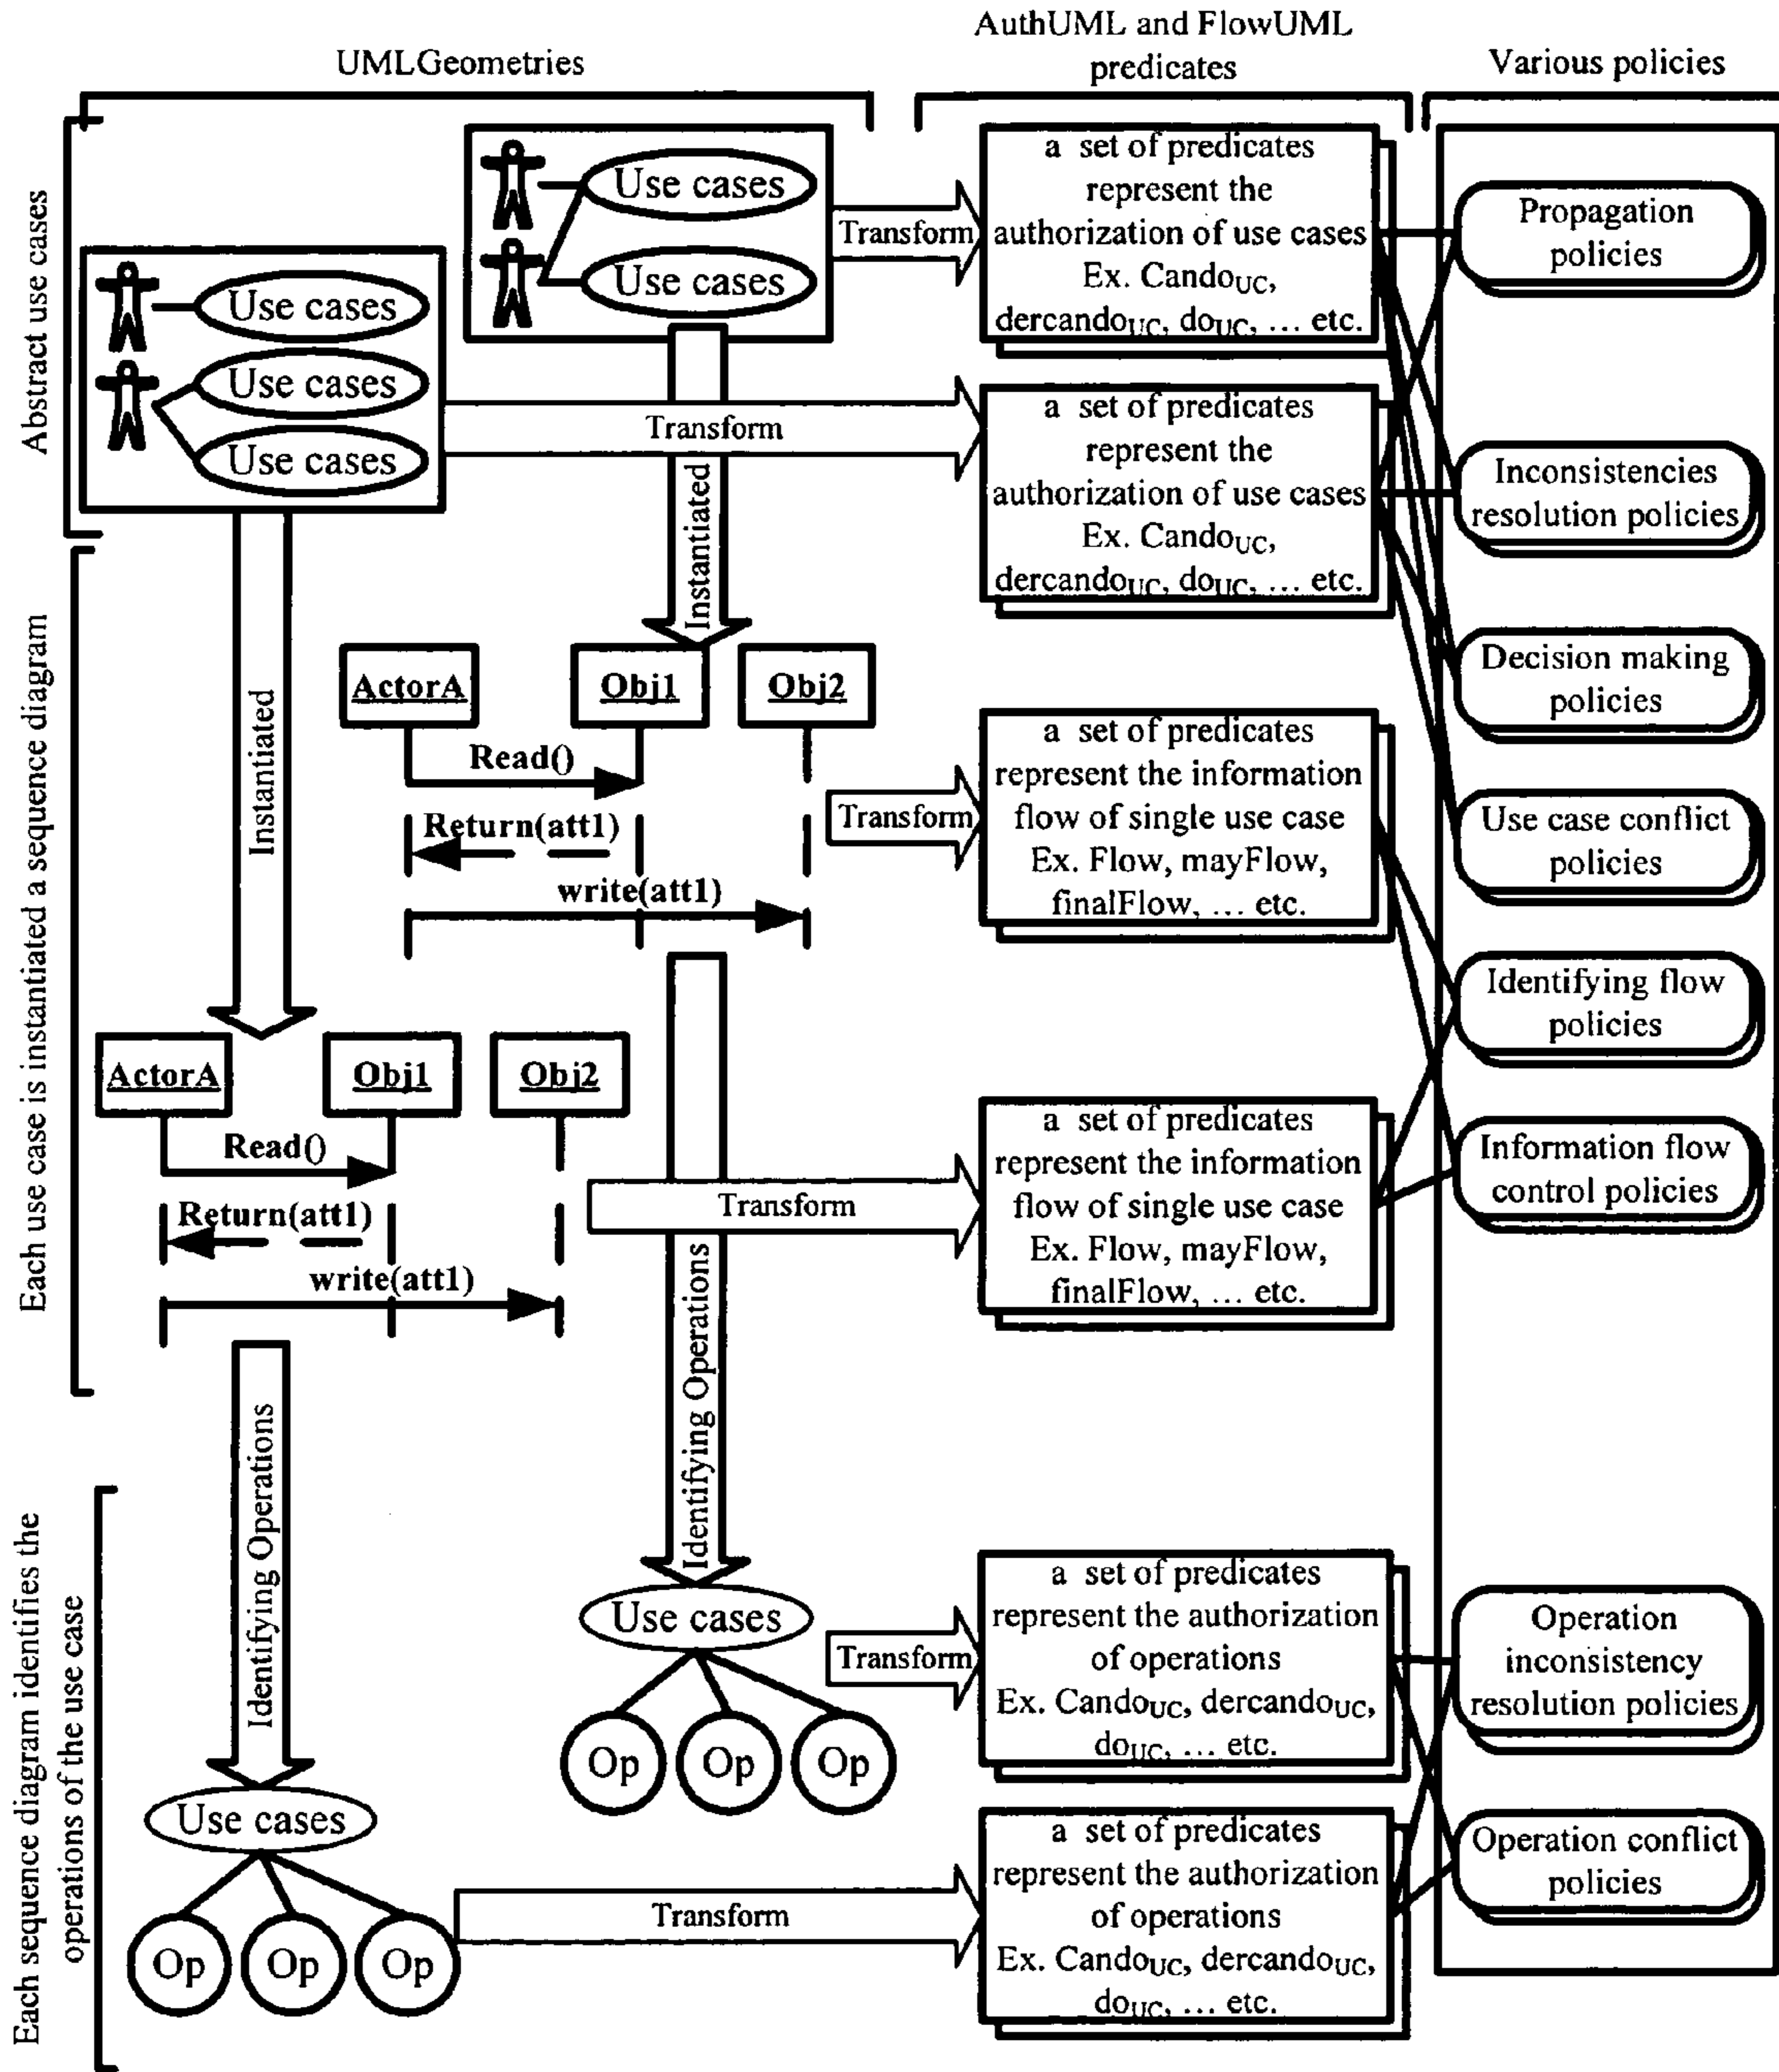 AuthUML and FlowUML
predicates
UMLGeometries
Various policies
Abstract use cases
Use cases
Use cases
Use cases
Use cases
Use cases
Transform
Transform
Instantiated
Instantiated
a set of predicates
represent the
authorization of use cases
Ex. CandoUC,
dercandoUC, doUC, ... etc.
a set of predicates
represent the
authorization of use cases
Ex. CandoUC,
dercandoUC, doUC, ... etc.
Propagation
policies
Inconsistencies
resolution policies
Decision making
policies
Use case conflict
policies
Each use case is instantiated a sequence diagram
ActorA
Obj1
Obj2
Read()
Return(att1)
write(att1)
Transform
a set of predicates
represent the information
flow of single use case
Ex. Flow, mayFlow,
finalFlow, ... etc.
Identifying flow
policies
ActorA
Obj1
Obj2
Read()
Return(att1)
write(att1)
Transform
a set of predicates
represent the information
flow of single use case
Ex. Flow, mayFlow,
finalFlow, ... etc.
Information flow
control policies
Identifying Operations
Identifying Operations
Each sequence diagram identifies the
operations of the use case
Use cases
Op
Op
Op
Transform
a set of predicates
represent the authorization
of operations
Ex. CandoUC, dercandoUC,
doUC, ... etc.
Operation
inconsistency
resolution policies
Use cases
Op
Op
Op
Transform
a set of predicates
represent the authorization
of operations
Ex. CandoUC, dercandoUC,
doUC, ... etc.
Operation conflict
policies